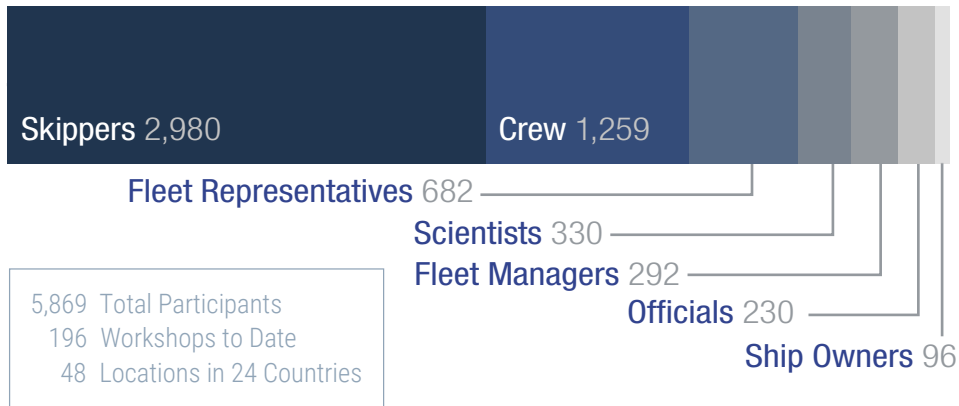 Skippers 2,980
Crew 1,259
Fleet Representatives 682
Scientists 330
Fleet Managers 292
Officials 230
Ship Owners 96
5,869 Total Participants
196 Workshops to Date
48 Locations in 24 Countries